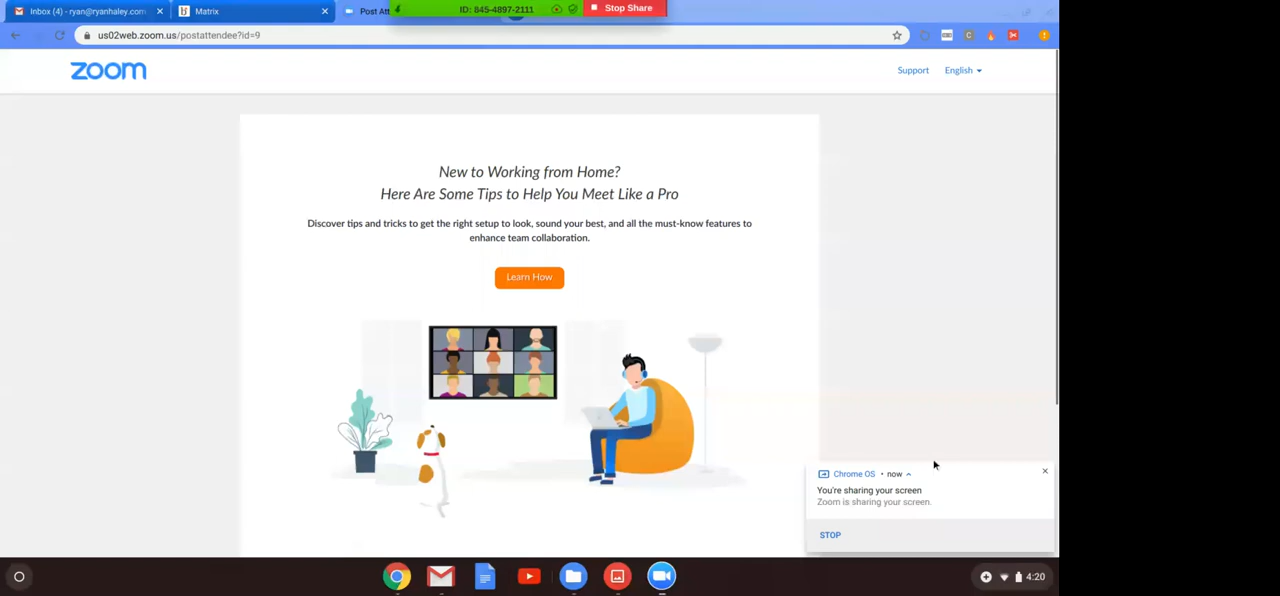 Inbox (4) - ryan@ryanhaley.com
Matrix
Post Att
ID: 845-4897-2111
Stop Share
us02web.zoom.us/postattendee?id=9
zoom
Support
English
New to Working from Home?
Here Are Some Tips to Help You Meet Like a Pro
Discover tips and tricks to get the right setup to look, sound your best, and all the must-know features to
enhance team collaboration.
Learn How
Chrome OS • now
You're sharing your screen
Zoom is sharing your screen.
STOP
4:20